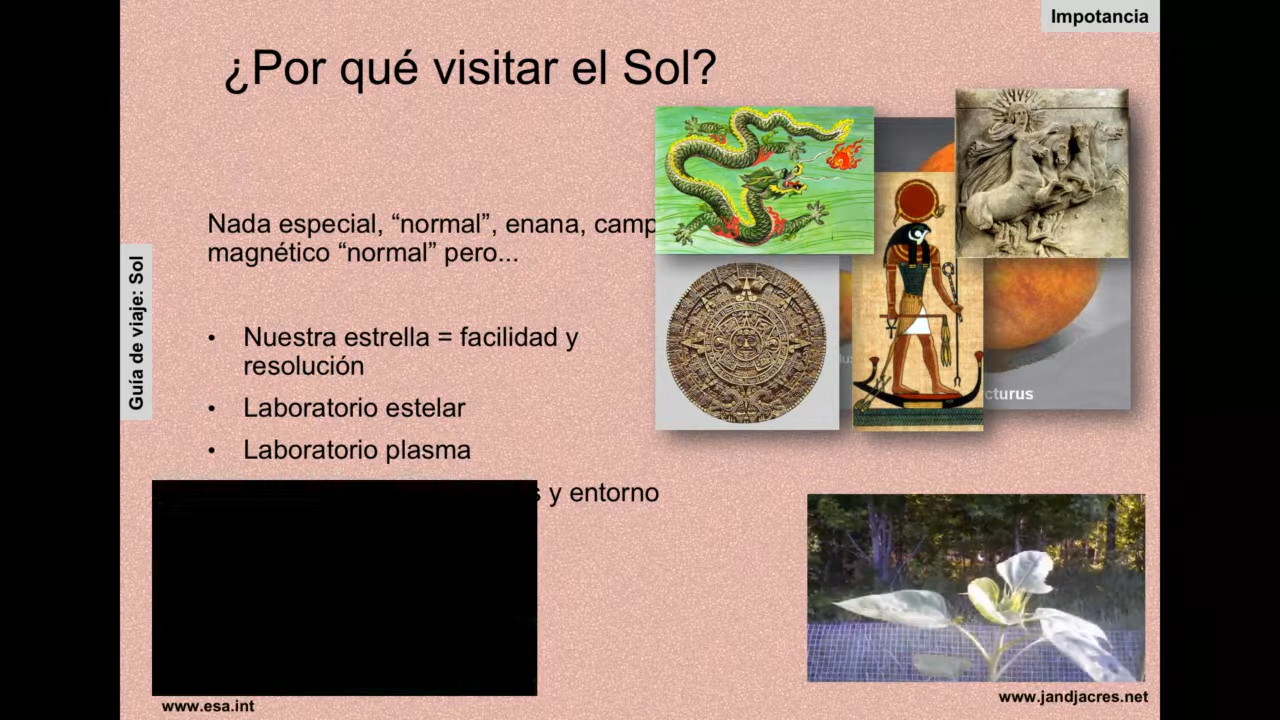 Impotancia
¿Por qué visitar el Sol?
Nada especial, “normal”, enana, camp
magnético “normal” pero...
Guía de viaje: Sol
• Nuestra estrella = facilidad y
resolución
• Laboratorio estelar
• Laboratorio plasma
y entorno
cturus
www.esa.int
www.jandjacres.net